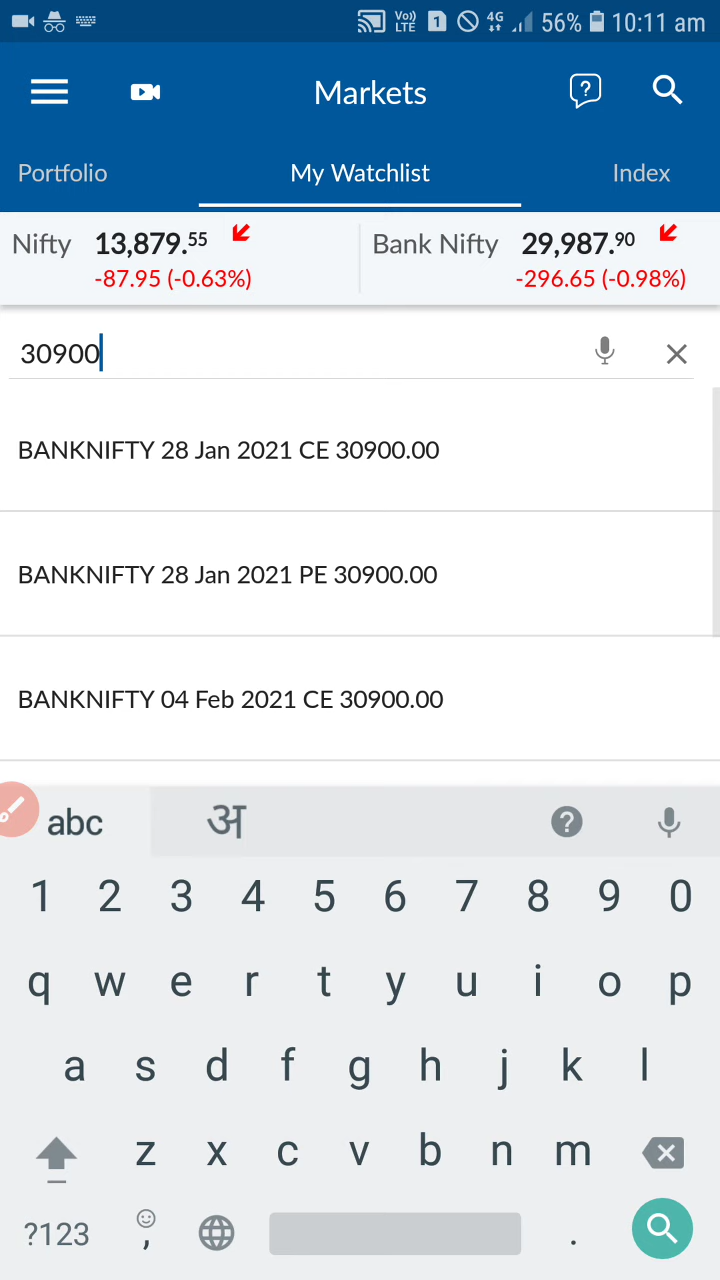 Vo)) LTE 1 4G 56% 10:11 am
Markets
Portfolio My Watchlist Index
Nifty 13,879.55 Bank Nifty 29,987.90
-87.95 (-0.63%) -296.65 (-0.98%)
30900
BANKNIFTY 28 Jan 2021 CE 30900.00
BANKNIFTY 28 Jan 2021 PE 30900.00
BANKNIFTY 04 Feb 2021 CE 30900.00
abc अ ?
1 2 3 4 5 6 7 8 9 0
q w e r t y u i o p
a s d f g h j k l
z x c v b n m
?123 , .